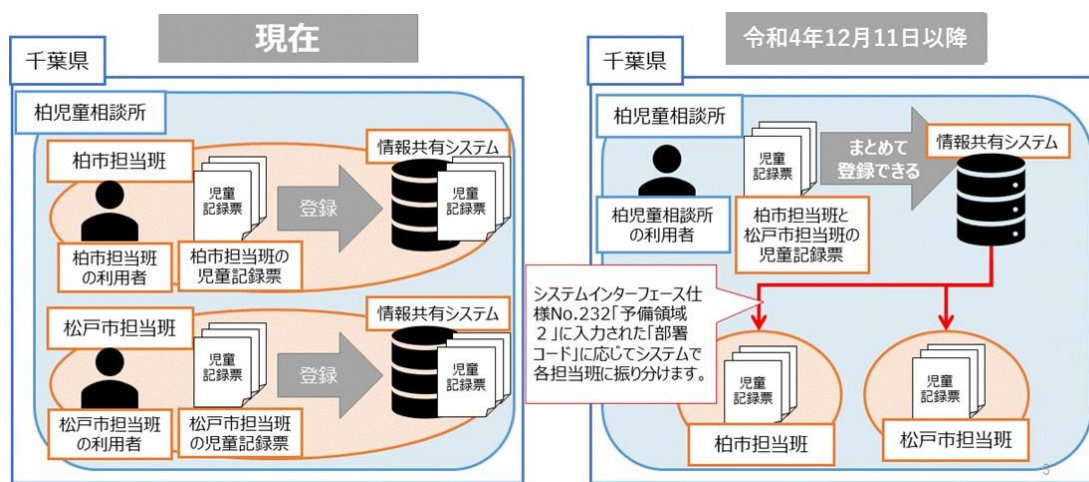 現在
千葉県
柏児童相談所
柏市担当班
児童
記録票
登録
情報共有システム
柏市担当班
の利用者
柏市担当班の
児童記録票
松戸市担当班
児童
記録票
登録
情報共有システム
松戸市担当班
の利用者
松戸市担当班
の児童記録票
令和4年12月11日以降
千葉県
柏児童相談所
児童
記録票
まとめて
登録できる
情報共有システム
柏児童相談所
の利用者
柏市担当班と
松戸市担当班の
児童記録票
システムインターフェース仕
様No.232「予備領域
2」に入力された「部署
コード」に応じてシステムで
各担当班に振り分けます。
児童
記録票
柏市担当班
児童
記録票
松戸市担当班
3